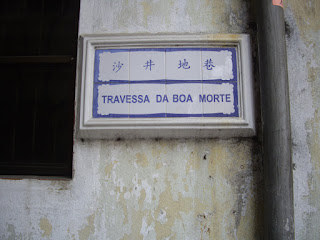 沙井地巷
TRAVESSA DA BOA MORTE